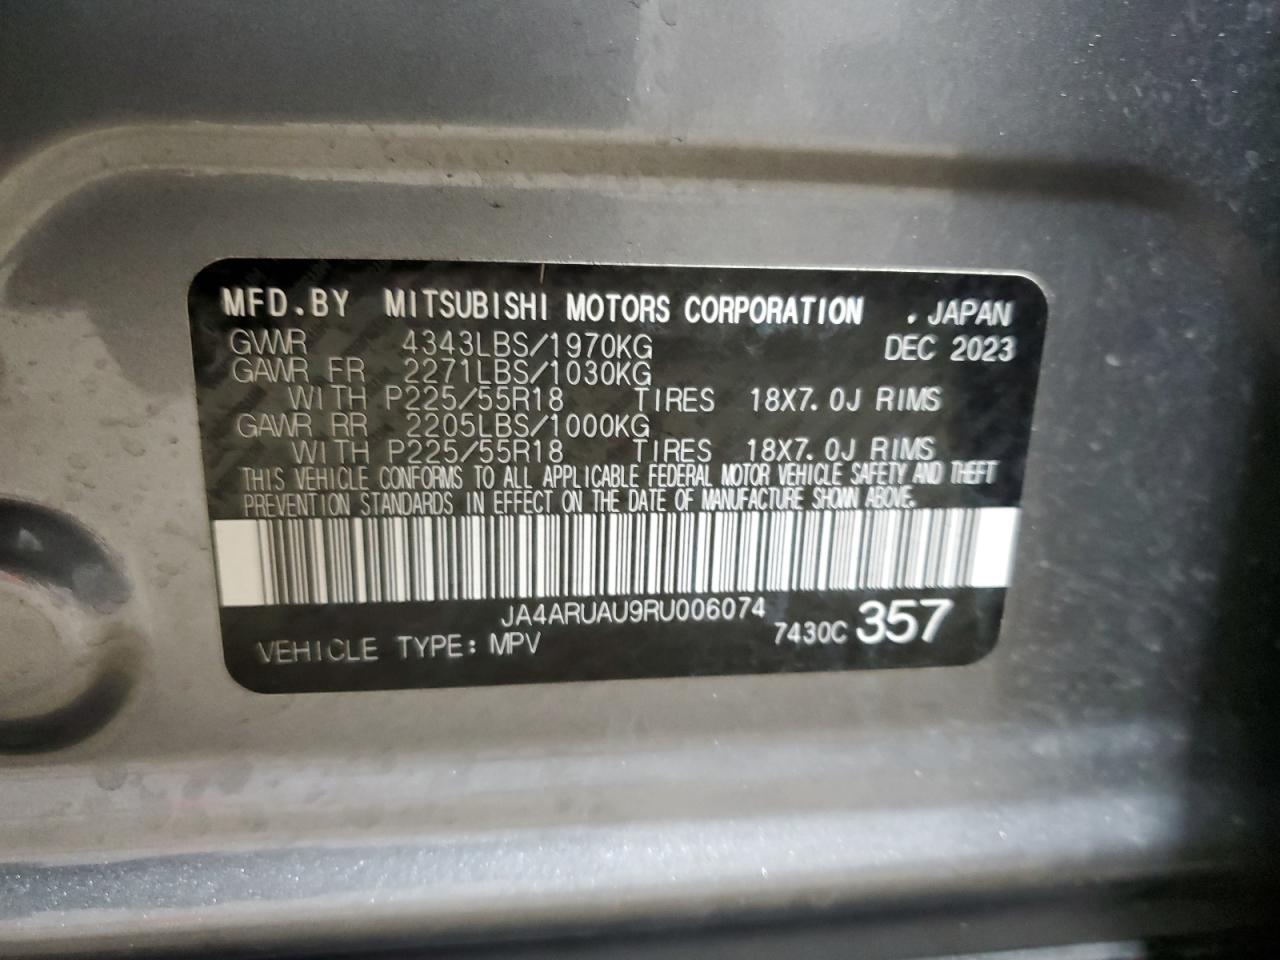 MFD.BY MITSUBISHI MOTORS CORPORATION . JAPAN
GVWR 4343LBS/1970KG DEC 2023
GAWR FR 2271LBS/1030KG
WITH P225/55R18 TIRES 18X7.0J RIMS
GAWR RR 2205LBS/1000KG
WITH P225/55R18 TIRES 18X7.0J RIMS
THIS VEHICLE CONFORMS TO ALL APPLICABLE FEDERAL MOTOR VEHICLE SAFETY AND THEFT
PREVENTION STANDARDS IN EFFECT ON THE DATE OF MANUFACTURE SHOWN ABOVE.
JA4ARUAU9RU006074
7430C 357
VEHICLE TYPE: MPV